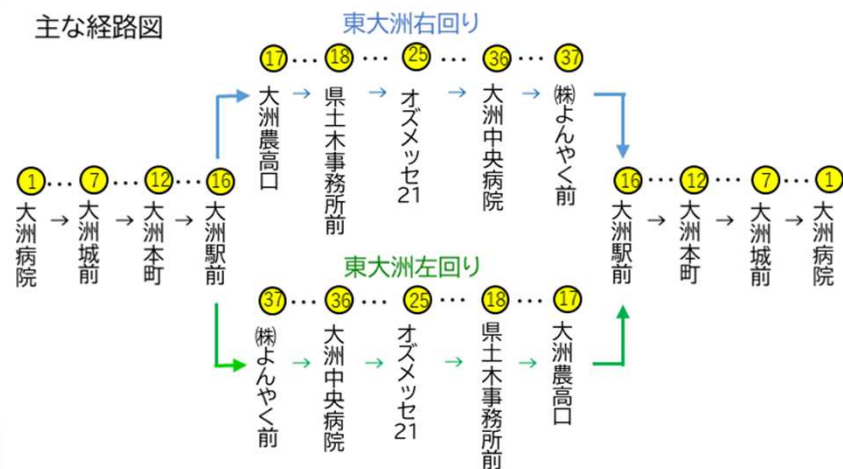 主な経路図
東大洲右回り
17…18…25…36…37
大洲農高口→県土木事務所前→オズメッセ21→大洲中央病院→㈱よんやく前
1…7…12…16
大洲病院→大洲城前→大洲本町→大洲駅前
16…12…7…1
大洲駅前→大洲本町→大洲城前→大洲病院
東大洲左回り
37…36…25…18…17
㈱よんやく前→大洲中央病院→オズメッセ21→県土木事務所前→大洲農高口